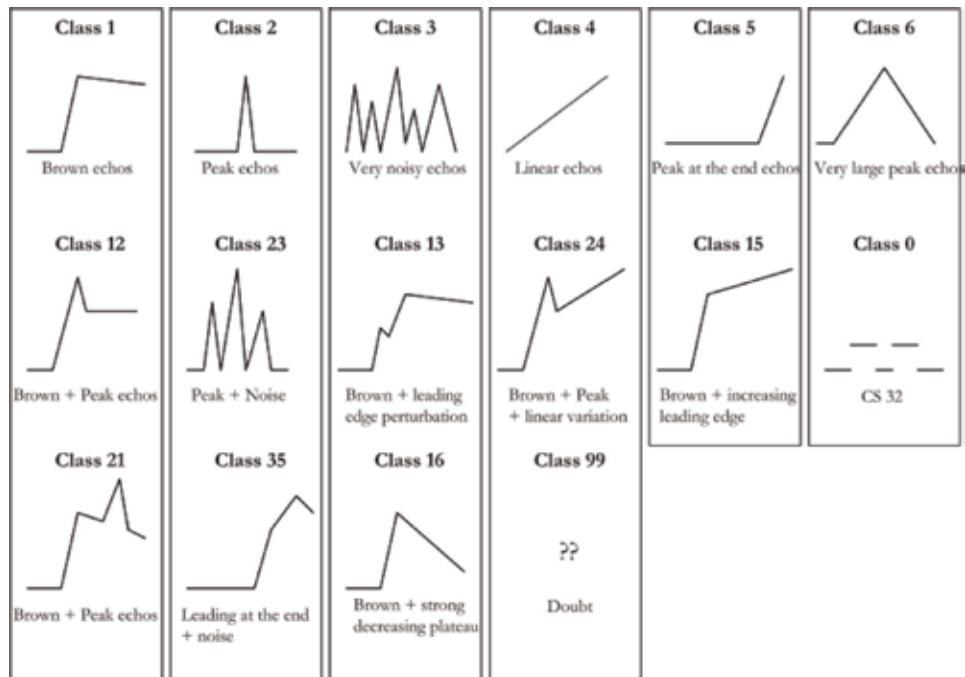 Class 1
Class 2
Class 3
Class 4
Class 5
Class 6
Brown echos
Peak echos
Very noisy echos
Linear echos
Peak at the end echos
Very large peak echos
Class 12
Class 23
Class 13
Class 24
Class 15
Class 0
Brown + Peak echos
Peak + Noise
Brown + leading
edge perturbation
Brown + Peak
+ linear variation
Brown + increasing
leading edge
CS 32
Class 21
Class 35
Class 16
Class 99
??
Brown + Peak echos
Leading at the end
+ noise
Brown + strong
decreasing plateau
Doubt